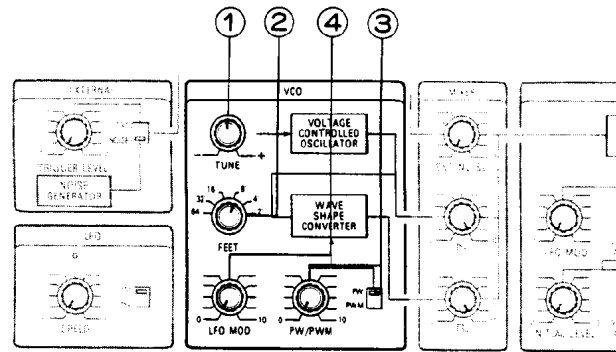 ① ② ④ ③
EXTERNAL
VCO
MIXER
TUNE
- +
VOLTAGE
CONTROLLED
OSCILLATOR
TRIGGER LEVEL
NOISE
GENERATOR
64 32 16 8' 4' 2'
FEET
WAVE
SHAPE
CONVERTER
LFO
LFO MOD
SPEED
PW
PWM
0 10
LFO MOD
0 10
PW/PWM
INITIAL LEVEL